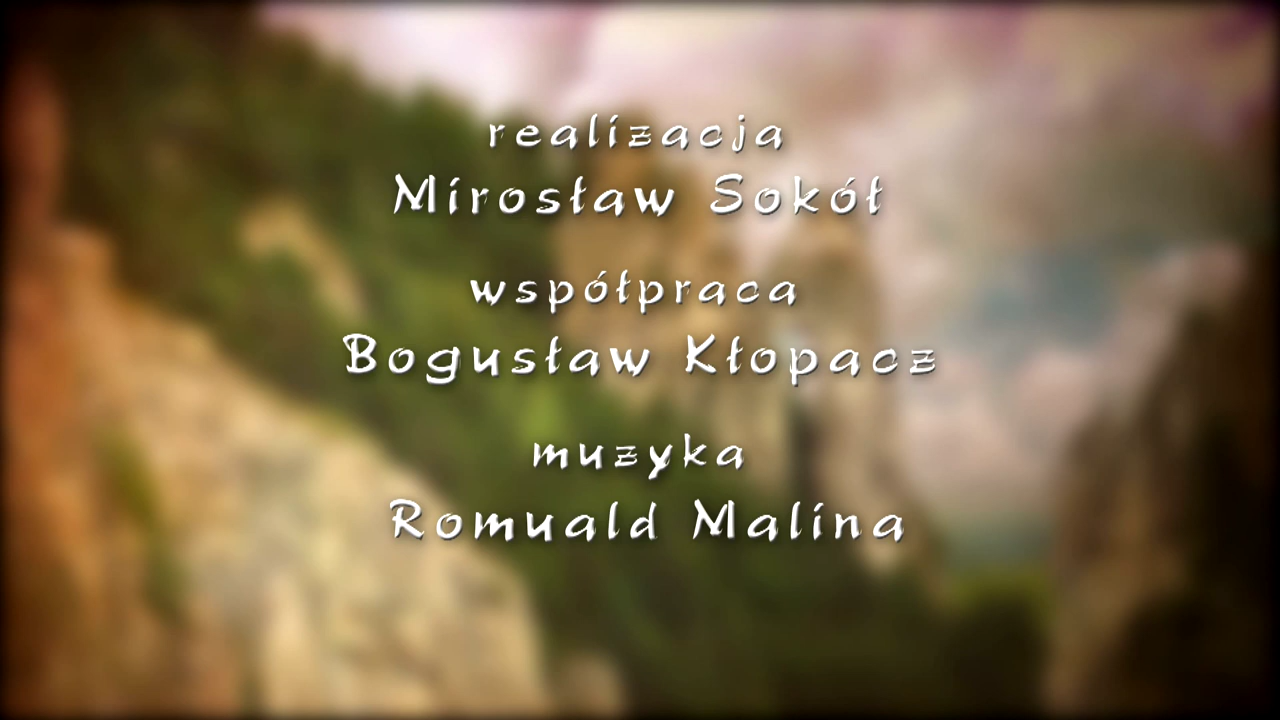 realizacja
Mirosław Sokół
współpraca
Bogusław Kłopacz
muzyka
Romuald Malina